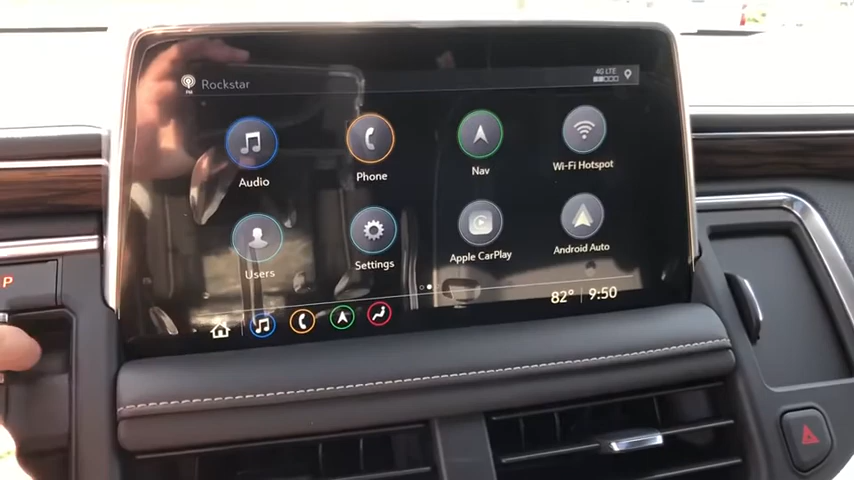 Rockstar
4G LTE
Audio
Phone
Nav
Wi-Fi Hotspot
Users
Settings
Apple CarPlay
Android Auto
82° | 9:50
P